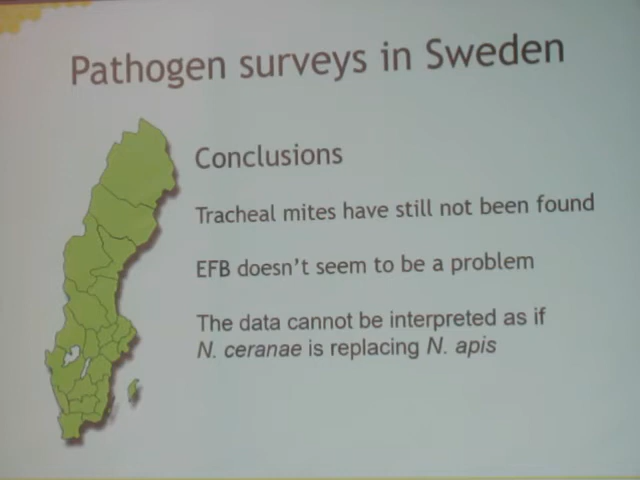 Pathogen surveys in Sweden
Conclusions
Tracheal mites have still not been found
EFB doesn't seem to be a problem
The data cannot be interpreted as if
N. ceranae is replacing N. apis